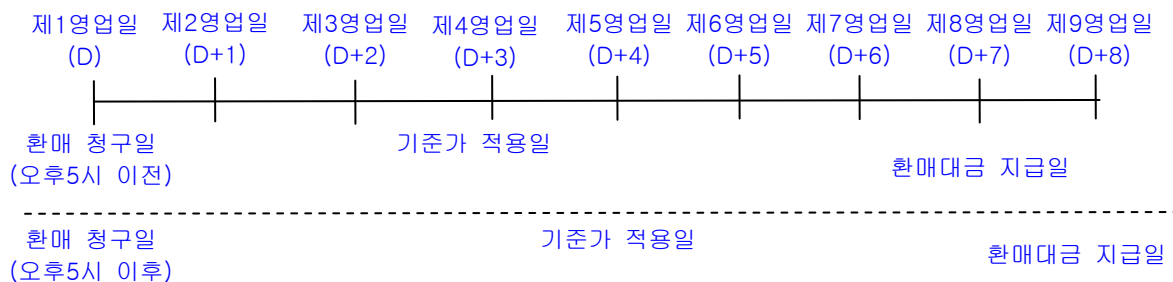 제1영업일 제2영업일 제3영업일 제4영업일 제5영업일 제6영업일 제7영업일 제8영업일 제9영업일
(D) (D+1) (D+2) (D+3) (D+4) (D+5) (D+6) (D+7) (D+8)
환매 청구일 기준가 적용일
(오후5시 이전) 환매대금 지급일
환매 청구일 기준가 적용일
(오후5시 이후) 환매대금 지급일